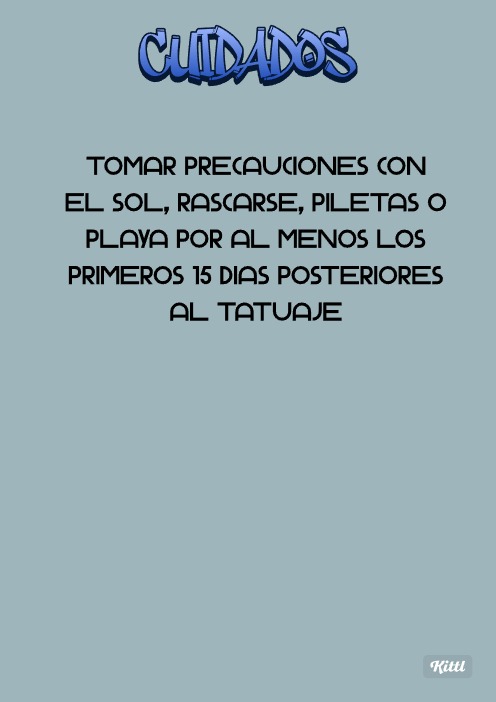 CUIDADOS
TOMAR PRECAUCIONES CON
EL SOL, RASCARSE, PILETAS O
PLAYA POR AL MENOS LOS
PRIMEROS 15 DIAS POSTERIORES
AL TATUAJE
Kittl